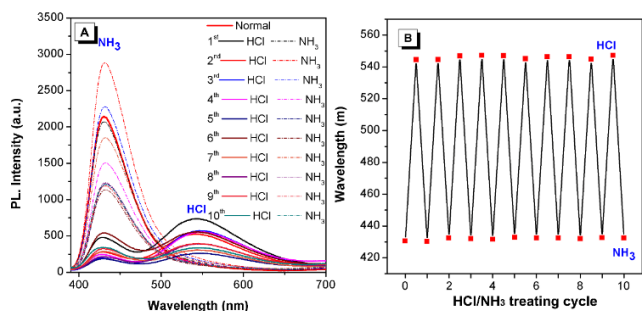 A
NH3
Normal
1st HCl NH3
2rd HCl NH3
3rd HCl NH3
4th HCl NH3
5th HCl NH3
6th HCl NH3
7th HCl NH3
8th HCl NH3
9th HCl NH3
10th HCl NH3
HCl
PL. Intensity (a.u.)
3500
3000
2500
2000
1500
1000
500
0
400 500 600 700
Wavelength (nm)
B
HCl
NH3
Wavelength (m)
560
540
520
500
480
460
440
420
0 2 4 6 8 10
HCl/NH3 treating cycle